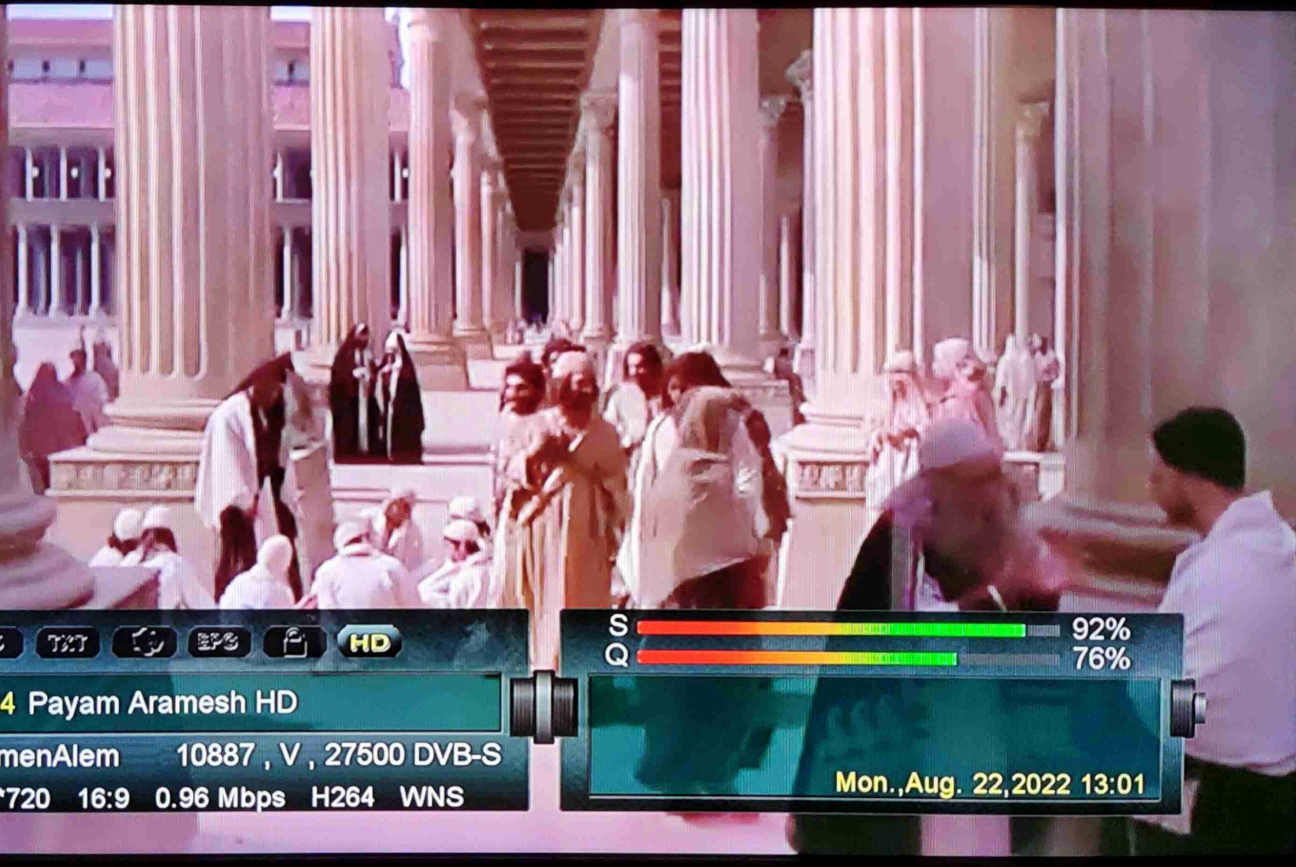 TXT
EPG
HD
S 92%
Q 76%
4 Payam Aramesh HD
menAlem 10887 , V , 27500 DVB-S
*720 16:9 0.96 Mbps H264 WNS
Mon.,Aug. 22,2022 13:01